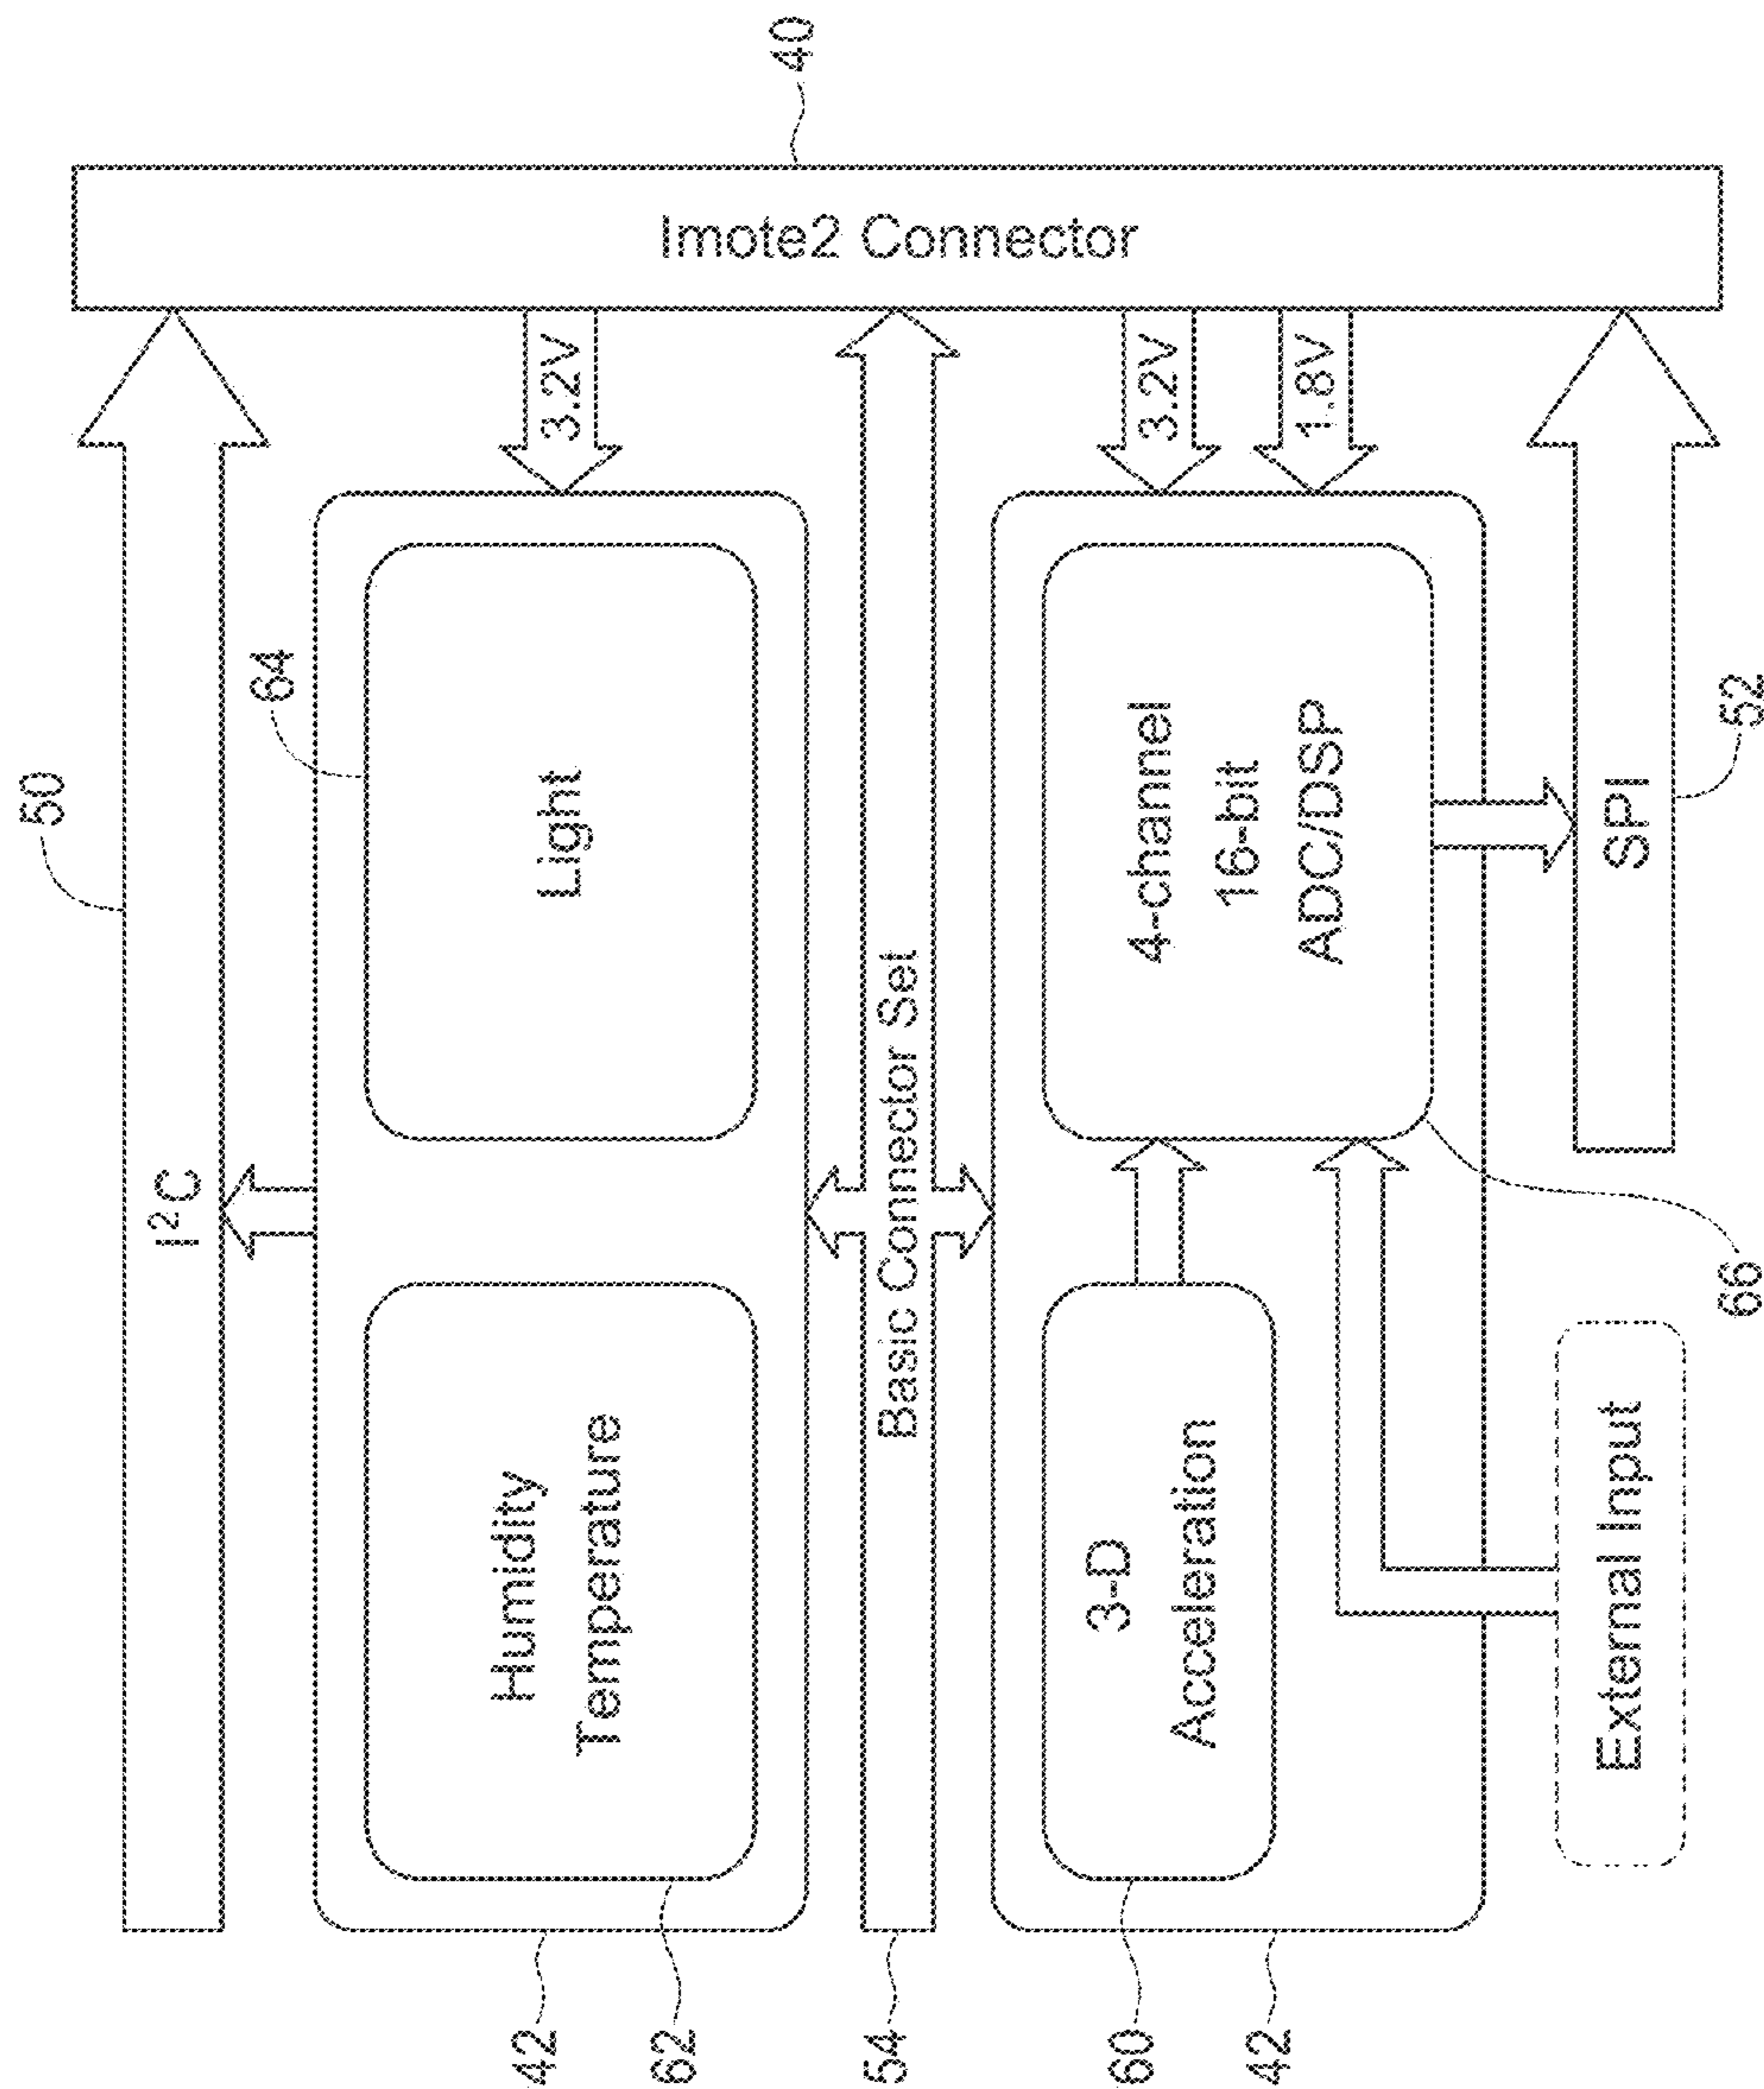 40
Imote2 Connector
3.2V
3.2V
1.8V
50
64
Light
4-channel
16-bit
ADC/DSP
SPI
52
I²C
Basic Connector Set
66
Humidity
Temperature
3-D
Acceleration
External Input
42
62
54
60
42